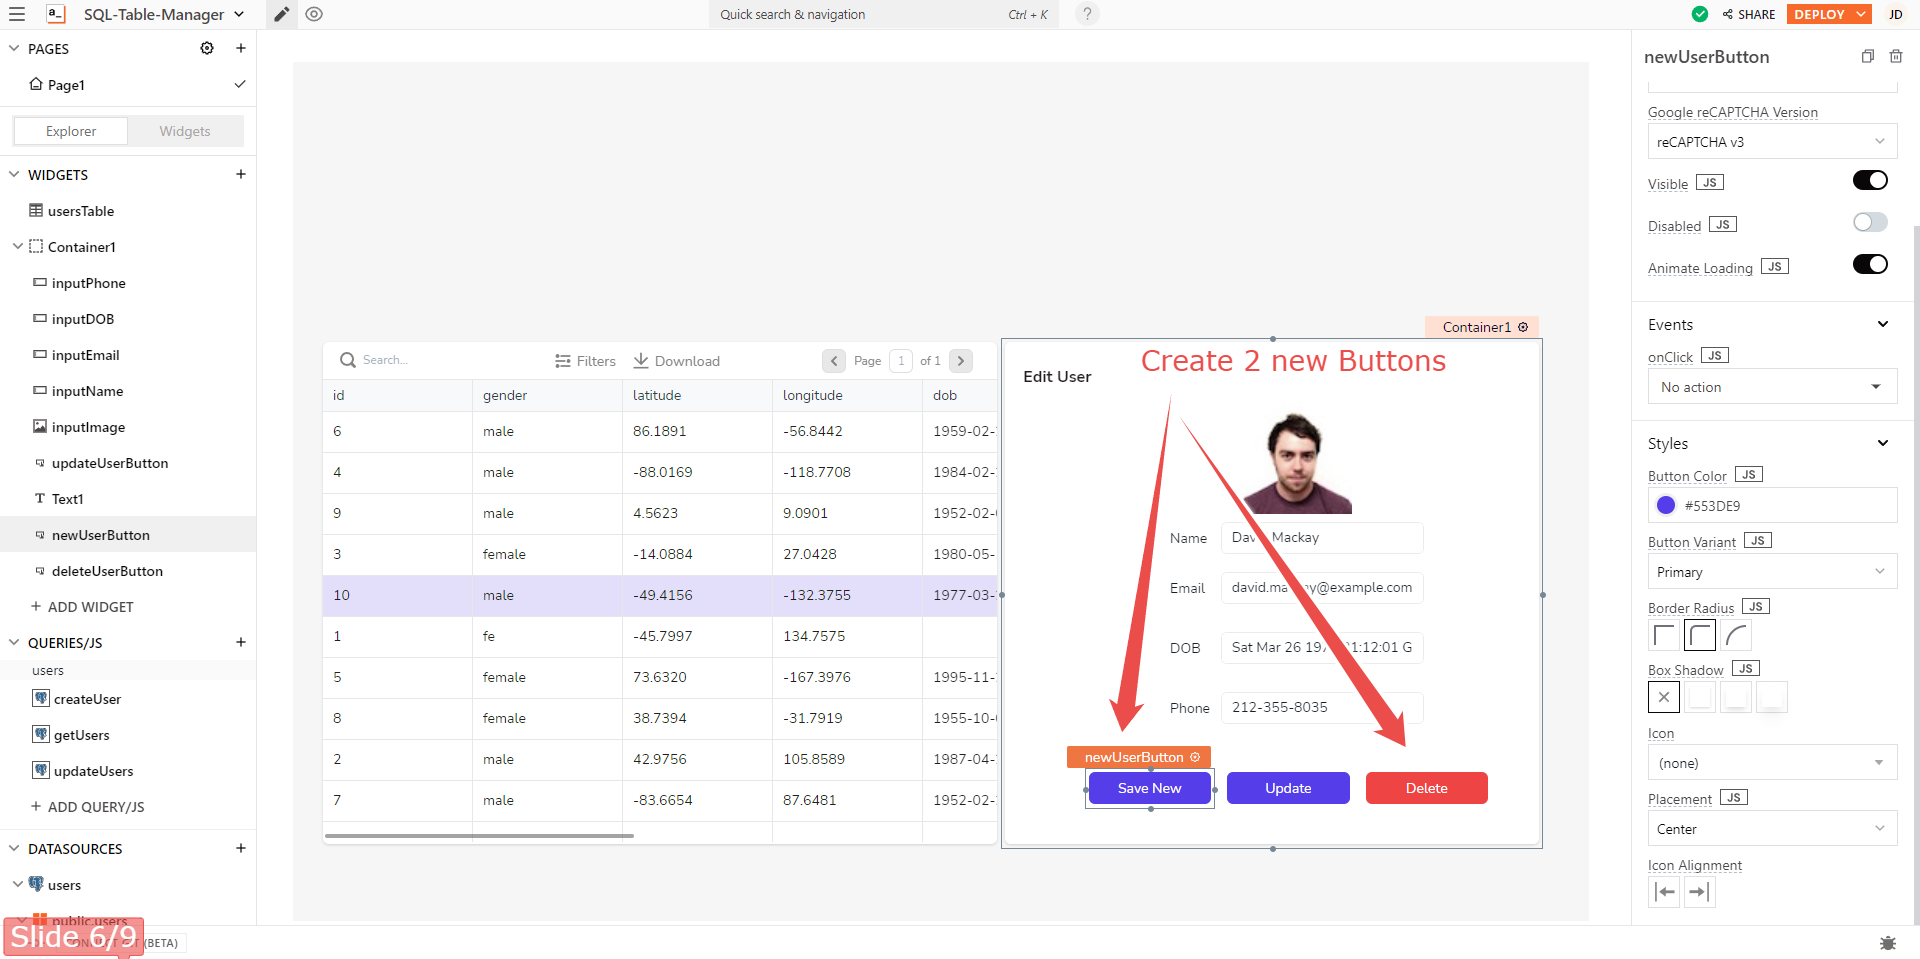 a_
SQL-Table-Manager
Quick search & navigation
Ctrl + K
?
SHARE
DEPLOY
JD
PAGES
Page1
Explorer
Widgets
WIDGETS
usersTable
Container1
inputPhone
inputDOB
inputEmail
inputName
inputImage
updateUserButton
Text1
newUserButton
deleteUserButton
ADD WIDGET
QUERIES/JS
users
createUser
getUsers
updateUsers
ADD QUERY/JS
DATASOURCES
users
public.users
Slide 6/9
(BETA)
Search...
Filters
Download
Page
1
of 1
id gender latitude longitude dob
6 male 86.1891 -56.8442 1959-02-
4 male -88.0169 -118.7708 1984-02-
9 male 4.5623 9.0901 1952-02-
3 female -14.0884 27.0428 1980-05-
10 male -49.4156 -132.3755 1977-03-
1 fe -45.7997 134.7575
5 female 73.6320 -167.3976 1995-11-
8 female 38.7394 -31.7919 1955-10-
2 male 42.9756 105.8589 1987-04-
7 male -83.6654 87.6481 1952-02-
Container1
Create 2 new Buttons
Edit User
Name
Mackay
Email
DOB
Sat Mar 26
1:12:01 G
Phone
212-355-8035
newUserButton
Save New
Update
Delete
newUserButton
Google reCAPTCHA Version
reCAPTCHA v3
Visible JS
Disabled JS
Animate Loading JS
Events
onClick JS
No action
Styles
Button Color JS
#553DE9
Button Variant JS
Primary
Border Radius JS
Box Shadow JS
Icon
(none)
Placement JS
Center
Icon Alignment